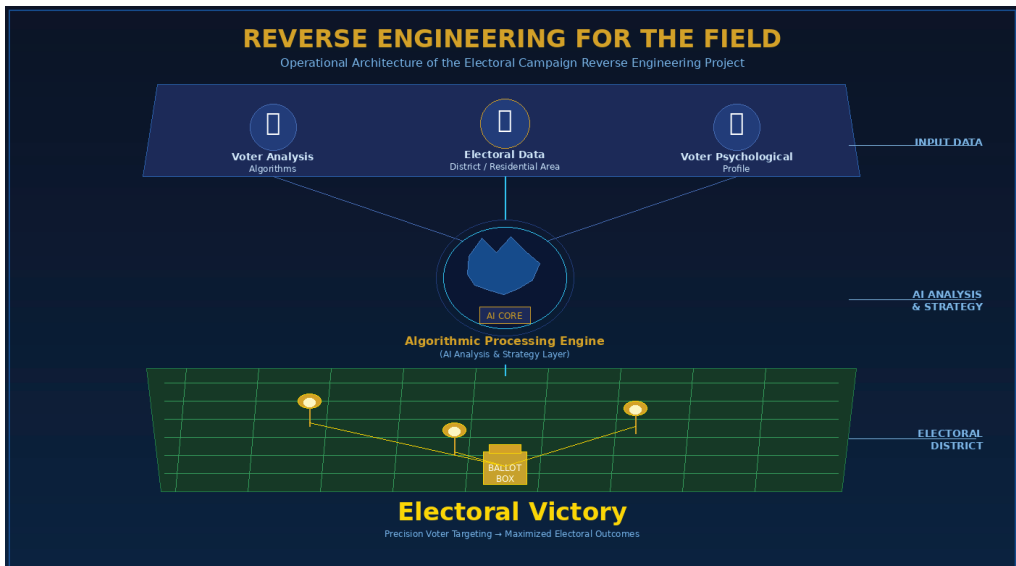 REVERSE ENGINEERING FOR THE FIELD
Operational Architecture of the Electoral Campaign Reverse Engineering Project
Voter Analysis
Algorithms
Electoral Data
District / Residential Area
Voter Psychological
Profile
INPUT DATA
AI CORE
Algorithmic Processing Engine
(AI Analysis & Strategy Layer)
AI ANALYSIS
& STRATEGY
BALLOT
BOX
ELECTORAL
DISTRICT
Electoral Victory
Precision Voter Targeting → Maximized Electoral Outcomes